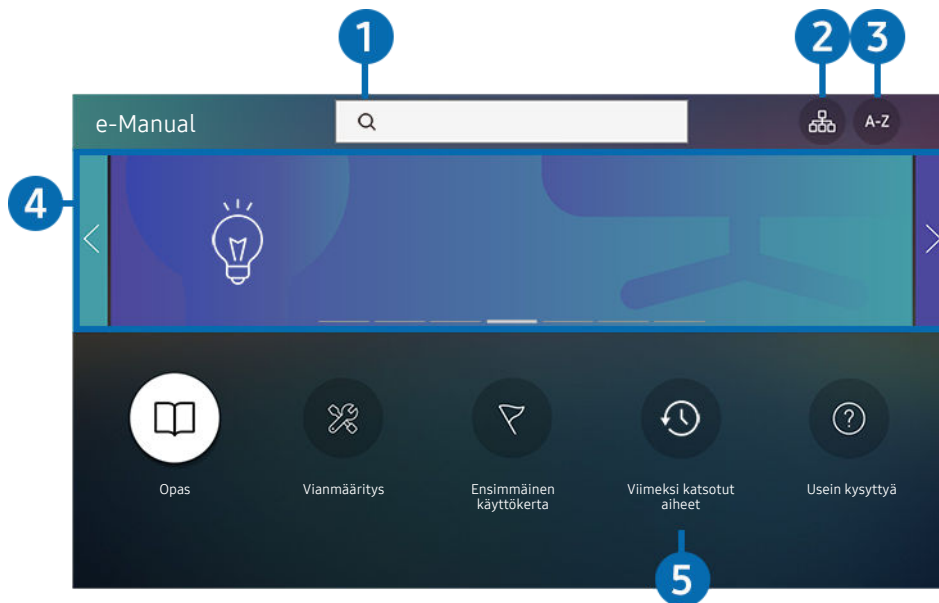 1
2
3
e-Manual
A-Z
4
Opas
Vianmääritys
Ensimmäinen
käyttökerta
Viimeksi katsotut
aiheet
Usein kysyttyä
5